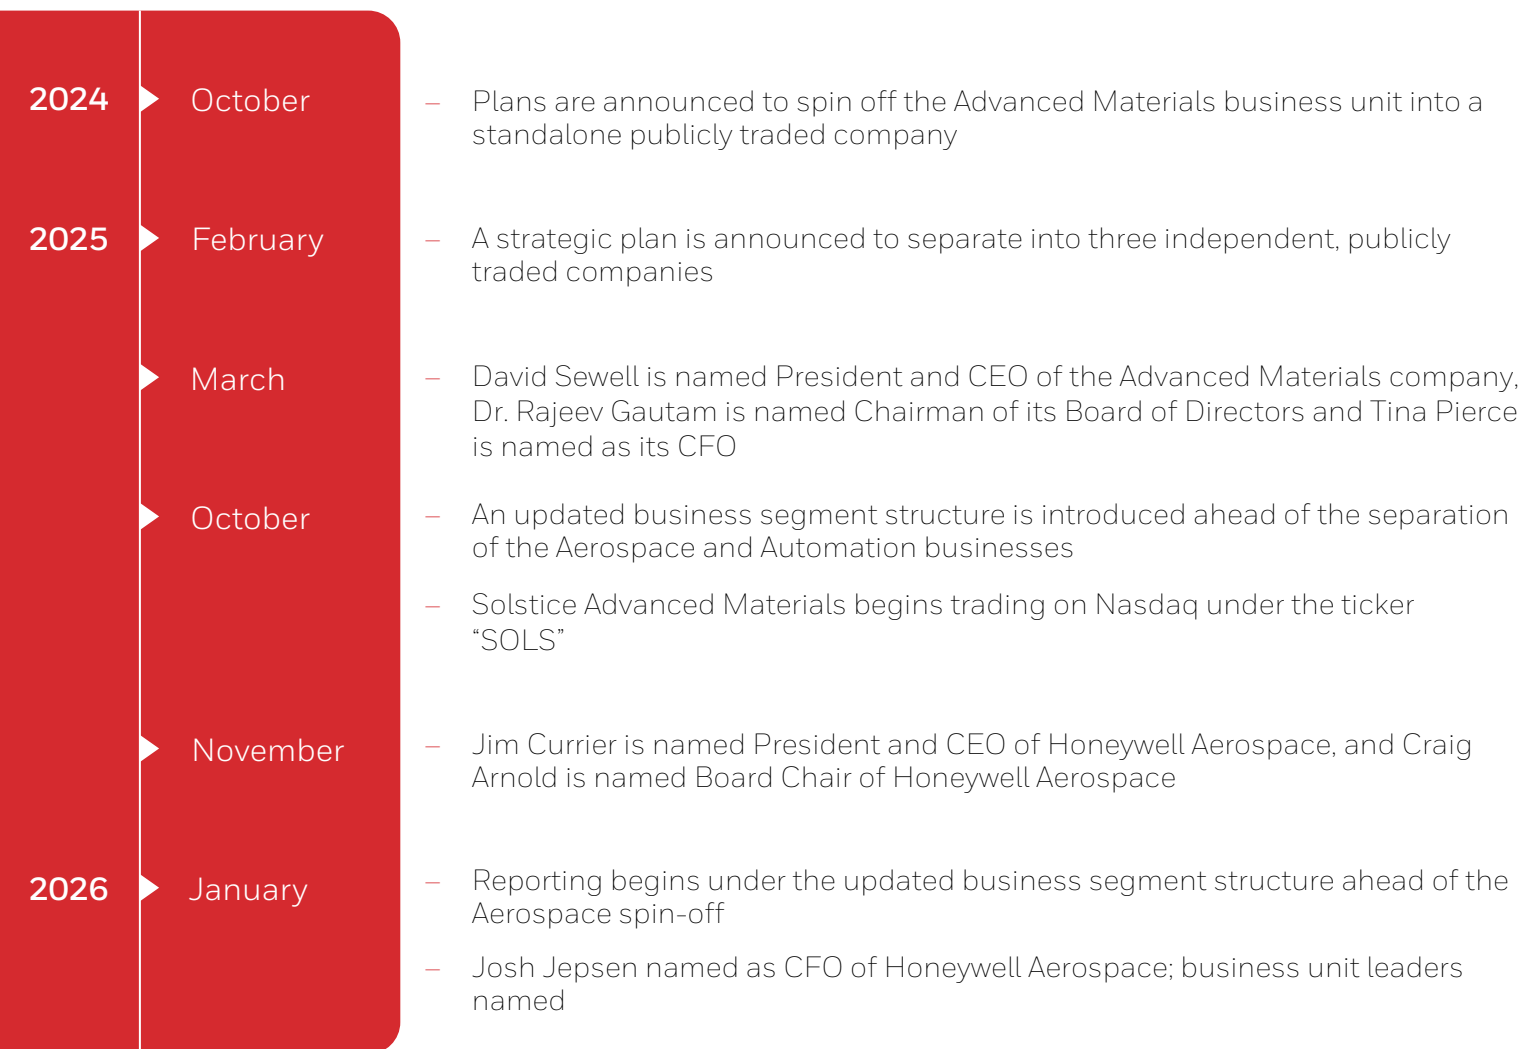 2024
October
– Plans are announced to spin off the Advanced Materials business unit into a
standalone publicly traded company
2025
February
– A strategic plan is announced to separate into three independent, publicly
traded companies
March
– David Sewell is named President and CEO of the Advanced Materials company,
Dr. Rajeev Gautam is named Chairman of its Board of Directors and Tina Pierce
is named as its CFO
October
– An updated business segment structure is introduced ahead of the separation
of the Aerospace and Automation businesses
– Solstice Advanced Materials begins trading on Nasdaq under the ticker
“SOLS”
November
– Jim Currier is named President and CEO of Honeywell Aerospace, and Craig
Arnold is named Board Chair of Honeywell Aerospace
2026
January
– Reporting begins under the updated business segment structure ahead of the
Aerospace spin-off
– Josh Jepsen named as CFO of Honeywell Aerospace; business unit leaders
named